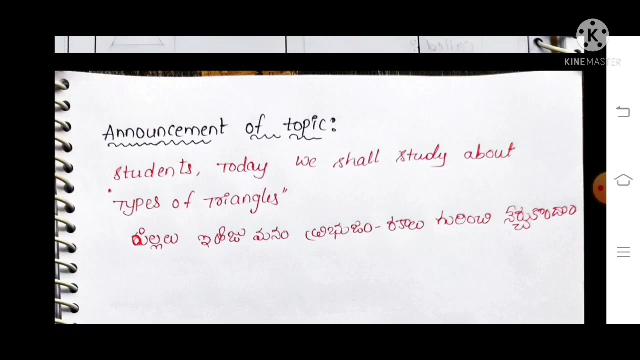 KINEMASTER
Announcement of topic:
Students, Today we shall study about
"Types of Triangles"
పిల్లలు ఈరోజు మనం త్రిభుజం-రకాలు గురించి నేర్చుకొందాం